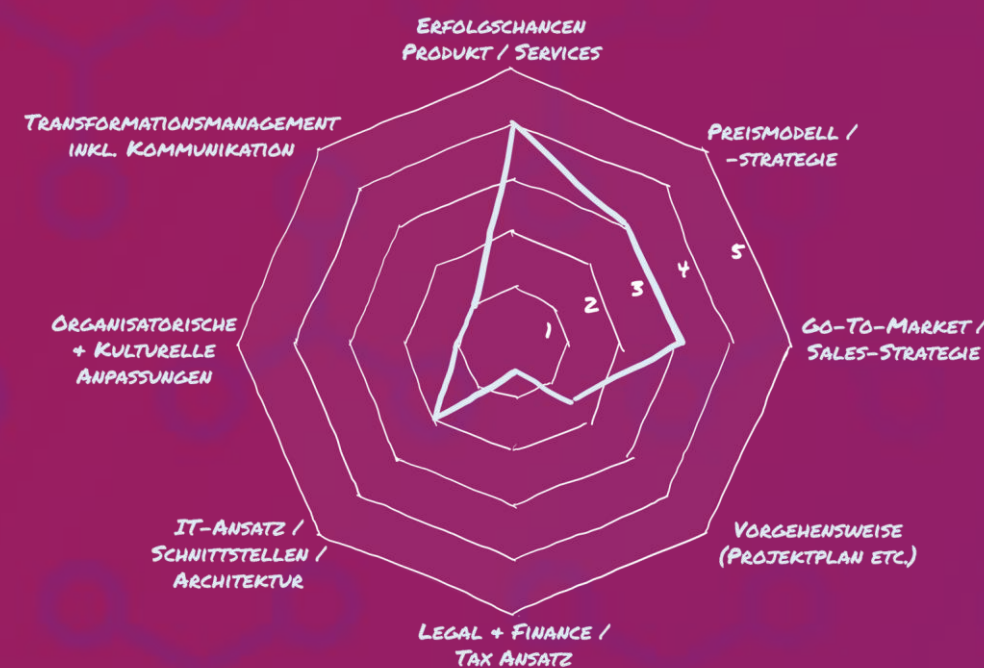 ERFOLGSCHANCEN
PRODUKT / SERVICES
TRANSFORMATIONSMANAGEMENT
INKL. KOMMUNIKATION
PREISMODELL /
-STRATEGIE
5
4
3
2
1
ORGANISATORISCHE
+ KULTURELLE
ANPASSUNGEN
GO-TO-MARKET /
SALES-STRATEGIE
IT-ANSATZ /
SCHNITTSTELLEN /
ARCHITEKTUR
VORGEHENSWEISE
(PROJEKTPLAN ETC.)
LEGAL + FINANCE /
TAX ANSATZ